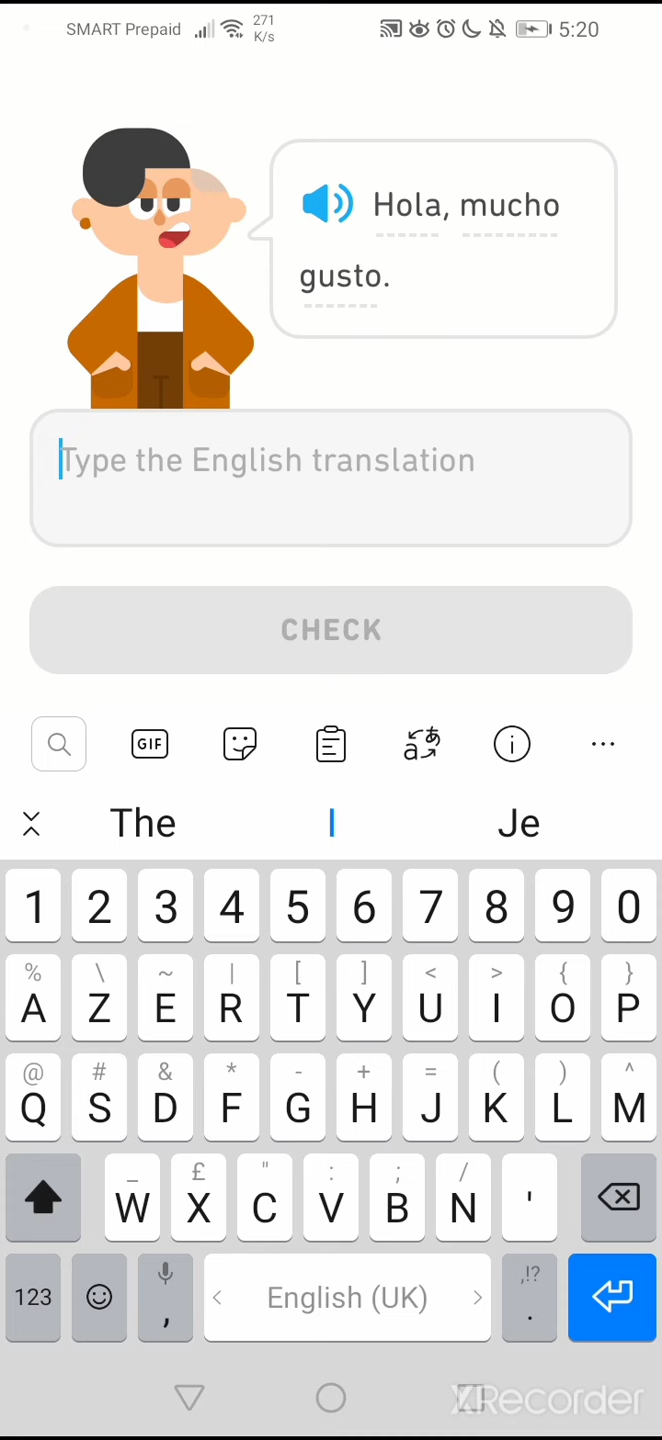 SMART Prepaid 271 K/s 5:20
Hola, mucho
gusto.
Type the English translation
CHECK
GIF
The I Je
1 2 3 4 5 6 7 8 9 0
% \ ~ | [ ] < > { }
A Z E R T Y U I O P
@ # & * - + = ( ) ^
Q S D F G H J K L M
_ £ " : ; /
W X C V B N '
,!?
123 , English (UK) .
XRecorder